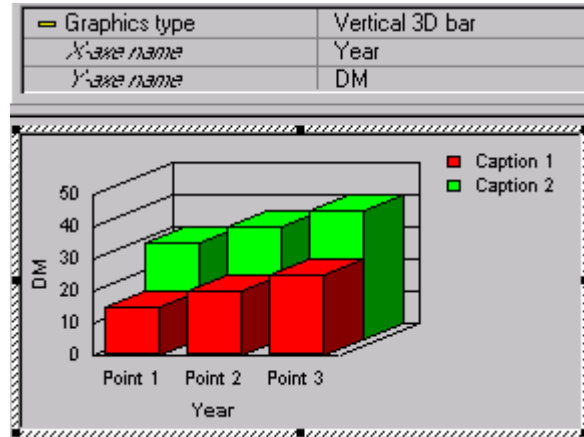 Graphics type Vertical 3D bar
X-axe name Year
Y-axe name DM
Caption 1
Caption 2
50
40
30
20
10
0
DM
Point 1 Point 2 Point 3
Year